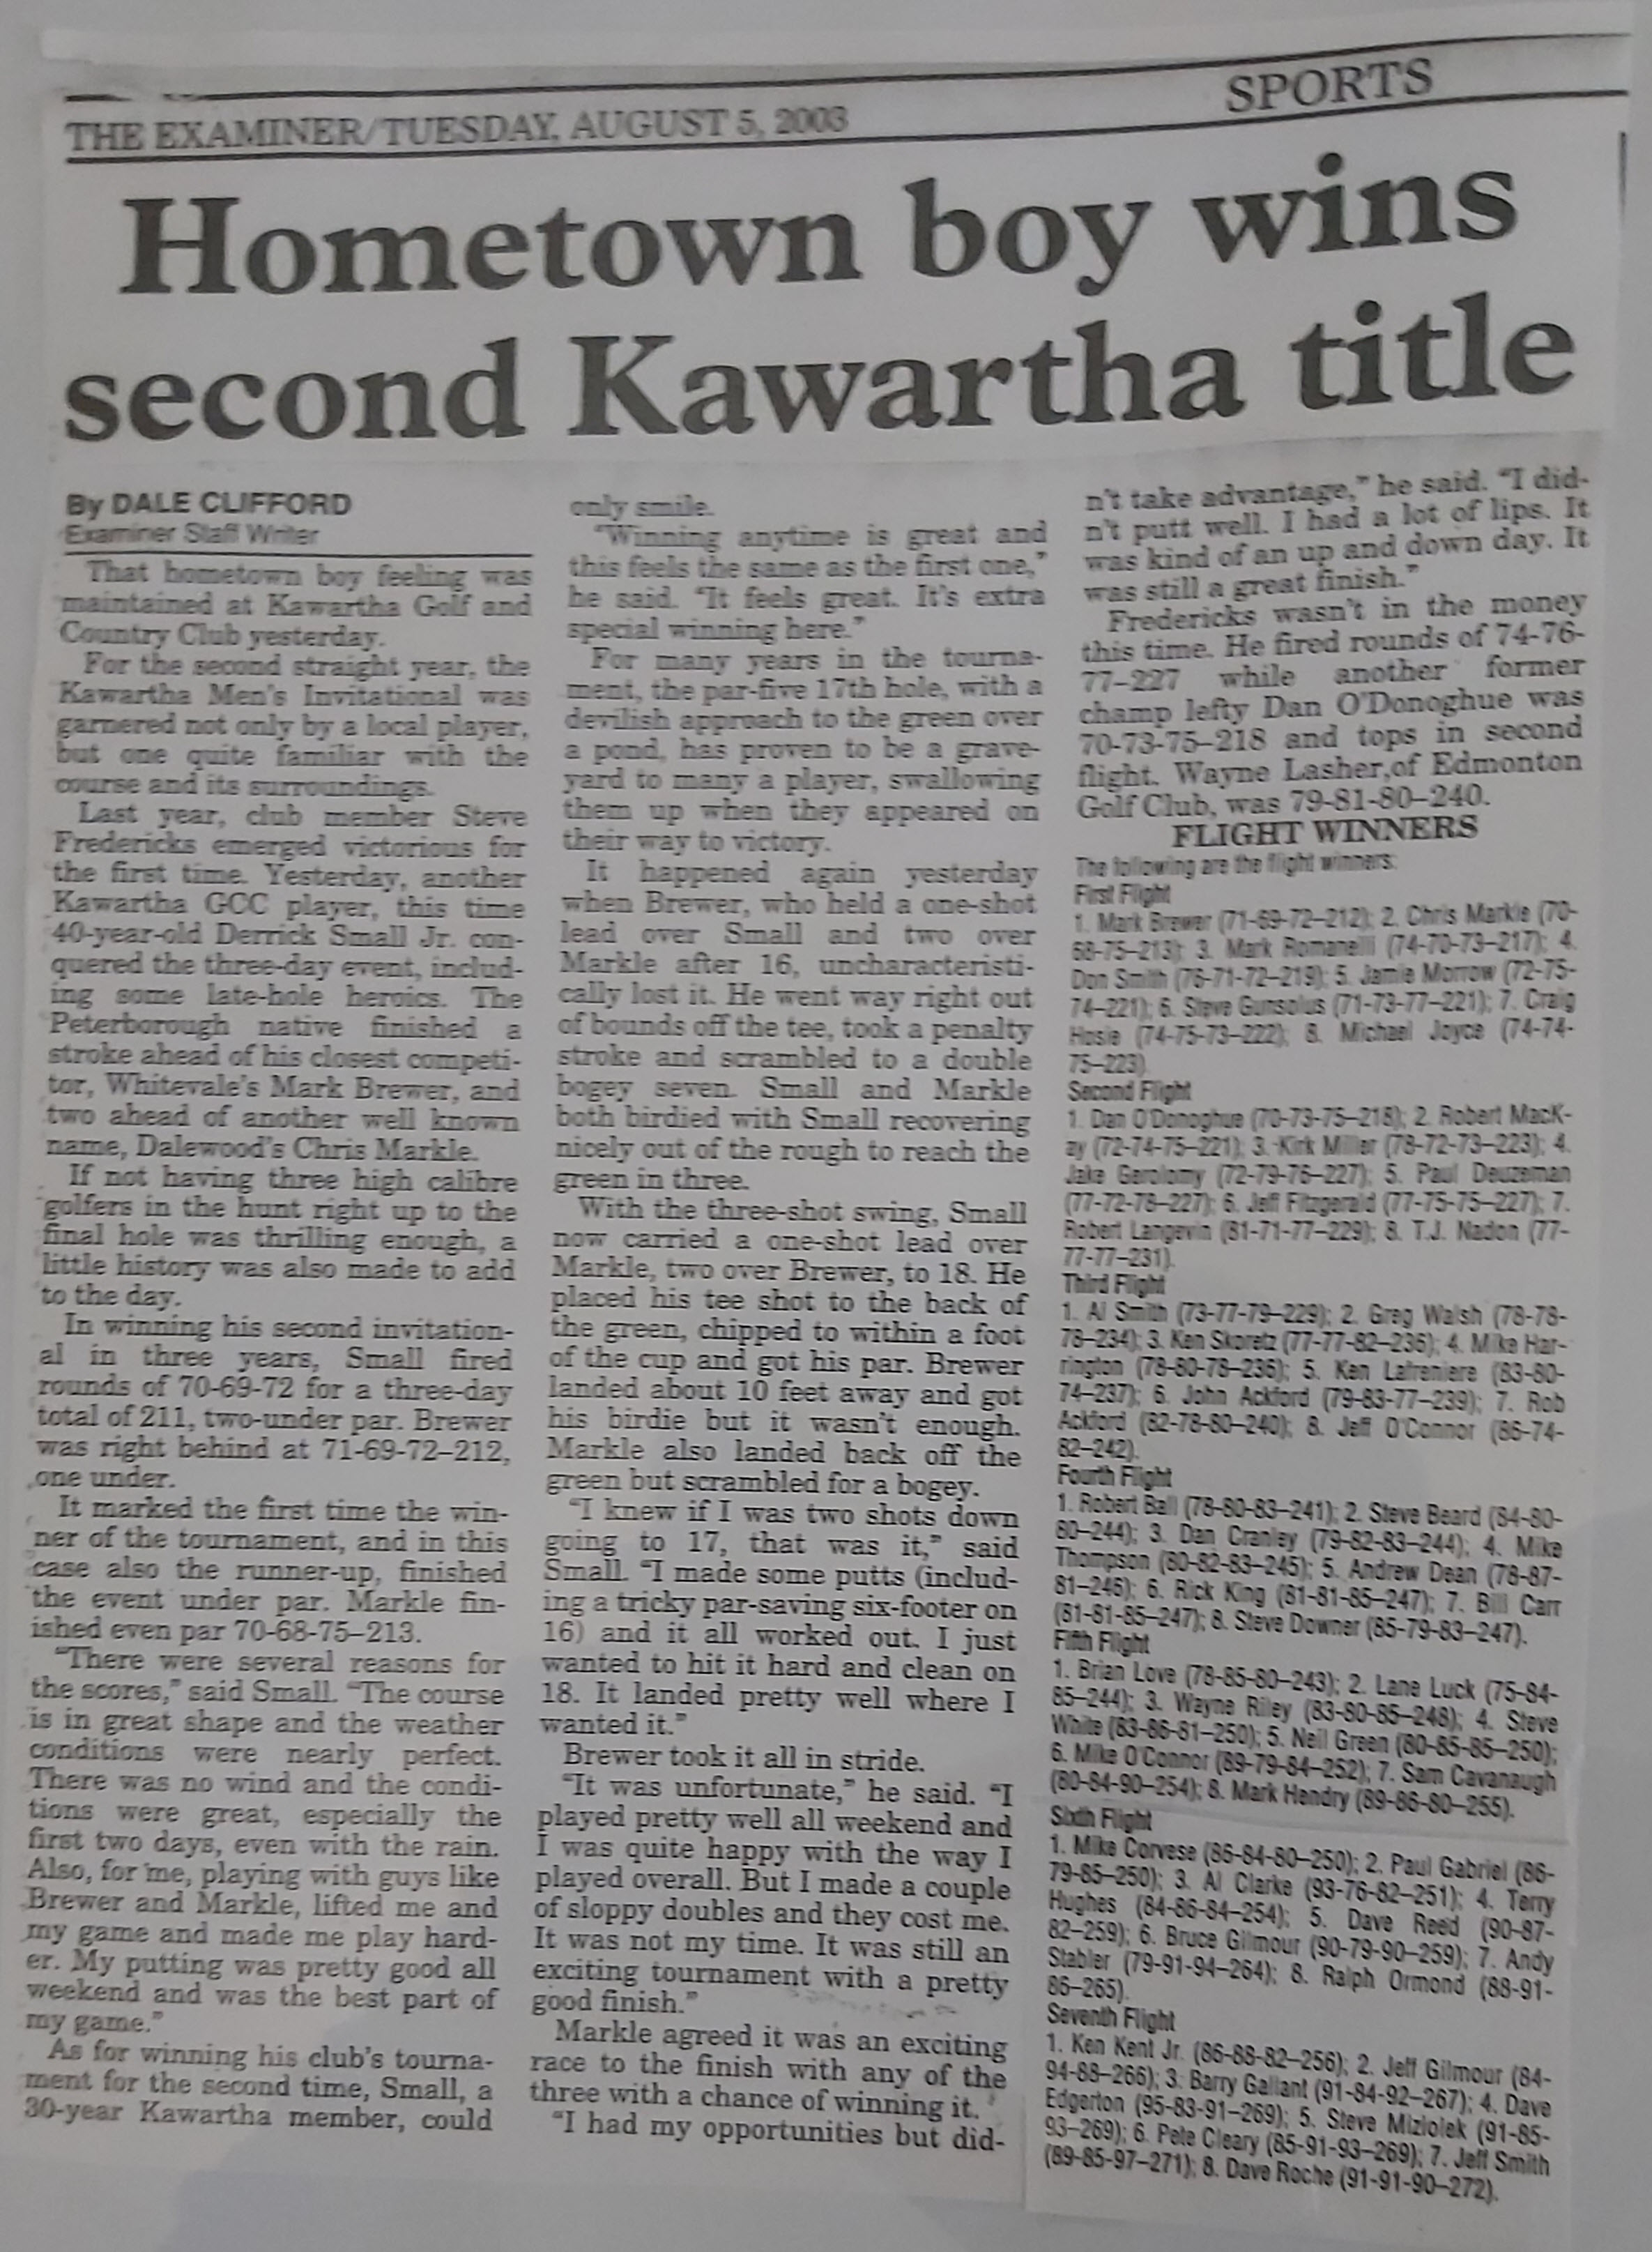 THE EXAMINER/TUESDAY, AUGUST 5, 2003
SPORTS
Hometown boy wins
second Kawartha title
By DALE CLIFFORD
Examiner Staff Writer
That hometown boy feeling was
maintained at Kawartha Golf and
Country Club yesterday.
For the second straight year, the
Kawartha Men's Invitational was
garnered not only by a local player,
but one quite familiar with the
course and its surroundings.
Last year, club member Steve
Fredericks emerged victorious for
the first time. Yesterday, another
Kawartha GCC player, this time
40-year-old Derrick Small Jr. con-
quered the three-day event, includ-
ing some late-hole heroics. The
Peterborough native finished a
stroke ahead of his closest competi-
tor, Whitevale's Mark Brewer, and
two ahead of another well known
name, Dalewood's Chris Markle.
If not having three high calibre
golfers in the hunt right up to the
final hole was thrilling enough, a
little history was also made to add
to the day.
In winning his second invitation-
al in three years, Small fired
rounds of 70-69-72 for a three-day
total of 211, two-under par. Brewer
was right behind at 71-69-72–212,
one under.
It marked the first time the win-
ner of the tournament, and in this
case also the runner-up, finished
the event under par. Markle fin-
ished even par 70-68-75–213.
"There were several reasons for
the scores," said Small. "The course
is in great shape and the weather
conditions were nearly perfect.
There was no wind and the condi-
tions were great, especially the
first two days, even with the rain.
Also, for me, playing with guys like
Brewer and Markle, lifted me and
my game and made me play hard-
er. My putting was pretty good all
weekend and was the best part of
my game."
As for winning his club's tourna-
ment for the second time, Small, a
30-year Kawartha member, could
only smile.
"Winning anytime is great and
this feels the same as the first one,"
he said. "It feels great. It's extra
special winning here."
For many years in the tourna-
ment, the par-five 17th hole, with a
devilish approach to the green over
a pond, has proven to be a grave-
yard to many a player, swallowing
them up when they appeared on
their way to victory.
It happened again yesterday
when Brewer, who held a one-shot
lead over Small and two over
Markle after 16, uncharacteristi-
cally lost it. He went way right out
of bounds off the tee, took a penalty
stroke and scrambled to a double
bogey seven. Small and Markle
both birdied with Small recovering
nicely out of the rough to reach the
green in three.
With the three-shot swing, Small
now carried a one-shot lead over
Markle, two over Brewer, to 18. He
placed his tee shot to the back of
the green, chipped to within a foot
of the cup and got his par. Brewer
landed about 10 feet away and got
his birdie but it wasn't enough.
Markle also landed back off the
green but scrambled for a bogey.
"I knew if I was two shots down
going to 17, that was it," said
Small. "I made some putts (includ-
ing a tricky par-saving six-footer on
16) and it all worked out. I just
wanted to hit it hard and clean on
18. It landed pretty well where I
wanted it."
Brewer took it all in stride.
"It was unfortunate," he said. "I
played pretty well all weekend and
I was quite happy with the way I
played overall. But I made a couple
of sloppy doubles and they cost me.
It was not my time. It was still an
exciting tournament with a pretty
good finish."
Markle agreed it was an exciting
race to the finish with any of the
three with a chance of winning it.
"I had my opportunities but did-
n't take advantage," he said. "I did-
n't putt well. I had a lot of lips. It
was kind of an up and down day. It
was still a great finish."
Fredericks wasn't in the money
this time. He fired rounds of 74-76-
77–227 while another former
champ lefty Dan O'Donoghue was
70-73-75–218 and tops in second
flight. Wayne Lasher,of Edmonton
Golf Club, was 79-81-80–240.
FLIGHT WINNERS
The following are the flight winners:
First Flight
1. Mark Brewer (71-69-72–212); 2. Chris Markle (70-
68-75–213); 3. Mark Romanelli (74-70-73–217); 4.
Don Smith (76-71-72–219); 5. Jamie Morrow (72-75-
74–221); 6. Steve Gunsolus (71-73-77–221); 7. Craig
Hosie (74-75-73–222); 8. Michael Joyce (74-74-
75–223).
Second Flight
1. Dan O'Donoghue (70-73-75–218); 2. Robert MacK-
ay (72-74-75–221); 3. Kirk Miller (78-72-73–223); 4.
Jake Gerolomy (72-79-76–227); 5. Paul Deuzeman
(77-72-78–227); 6. Jeff Fitzgerald (77-75-75–227); 7.
Robert Langevin (81-71-77–229); 8. T.J. Nadon (77-
77-77–231).
Third Flight
1. Al Smith (73-77-79–229); 2. Greg Walsh (78-78-
78–234); 3. Ken Skoretz (77-77-82–236); 4. Mike Har-
rington (78-80-78–236); 5. Ken Lafreniere (83-80-
74–237); 6. John Ackford (79-83-77–239); 7. Rob
Ackford (82-78-80–240); 8. Jeff O'Connor (86-74-
82–242).
Fourth Flight
1. Robert Ball (78-80-83–241); 2. Steve Beard (84-80-
80–244); 3. Dan Cranley (79-82-83–244); 4. Mike
Thompson (80-82-83–245); 5. Andrew Dean (78-87-
81–246); 6. Rick King (81-81-85–247); 7. Bill Carr
(81-81-85–247); 8. Steve Downer (85-79-83–247).
Fifth Flight
1. Brian Love (78-85-80–243); 2. Lane Luck (75-84-
85–244); 3. Wayne Riley (83-80-85–248); 4. Steve
White (83-86-81–250); 5. Neil Green (80-85-85–250);
6. Mike O'Connor (89-79-84–252); 7. Sam Cavanaugh
(80-84-90–254); 8. Mark Hendry (89-86-80–255).
Sixth Flight
1. Mike Corvese (86-84-80–250); 2. Paul Gabriel (86-
79-85–250); 3. Al Clarke (93-76-82–251); 4. Terry
Hughes (84-86-84–254); 5. Dave Reed (90-87-
82–259); 6. Bruce Gilmour (90-79-90–259); 7. Andy
Stabler (79-91-94–264); 8. Ralph Ormond (88-91-
86–265).
Seventh Flight
1. Ken Kent Jr. (86-88-82–256); 2. Jeff Gilmour (84-
94-88–266); 3. Barry Gallant (91-84-92–267); 4. Dave
Edgerton (95-83-91–269); 5. Steve Miziolek (91-85-
93–269); 6. Pete Cleary (85-91-93–269); 7. Jeff Smith
(89-85-97–271); 8. Dave Roche (91-91-90–272).